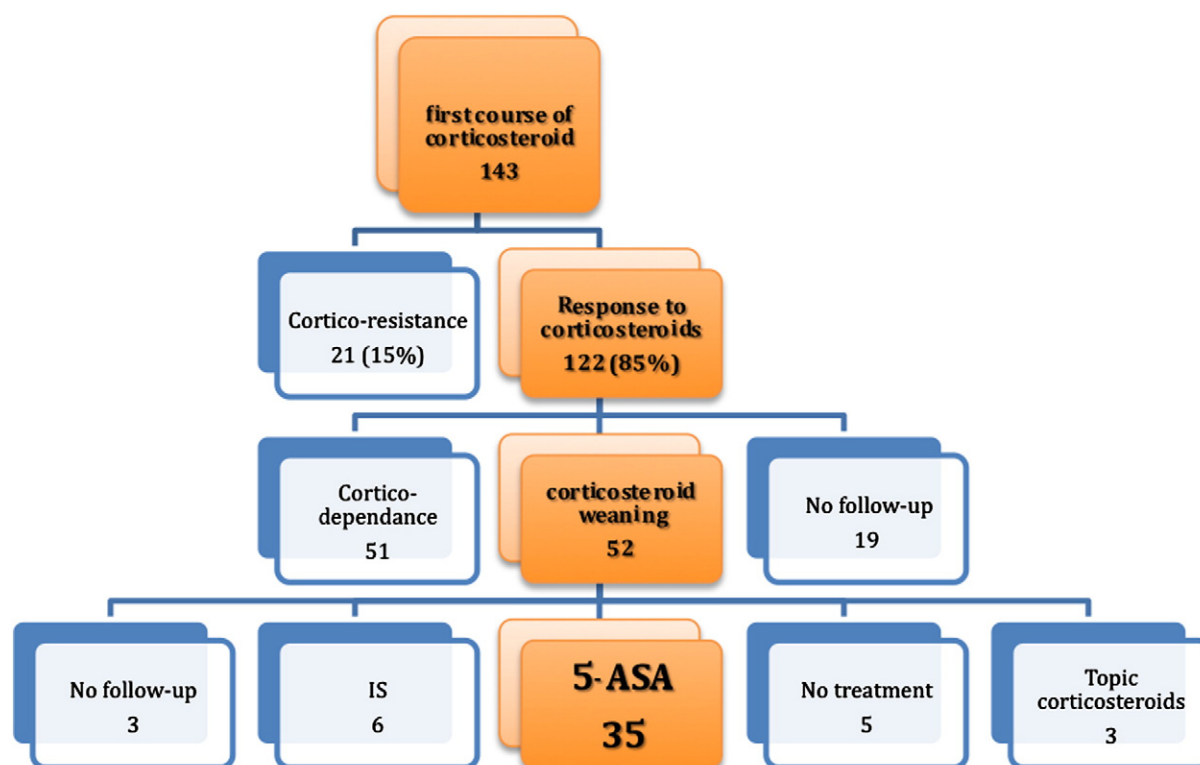 first course of
corticosteroid
143
Cortico-resistance
21 (15%)
Response to
corticosteroids
122 (85%)
Cortico-
dependance
51
corticosteroid
weaning
52
No follow-up
19
No follow-up
3
IS
6
5-ASA
35
No treatment
5
Topic
corticosteroids
3